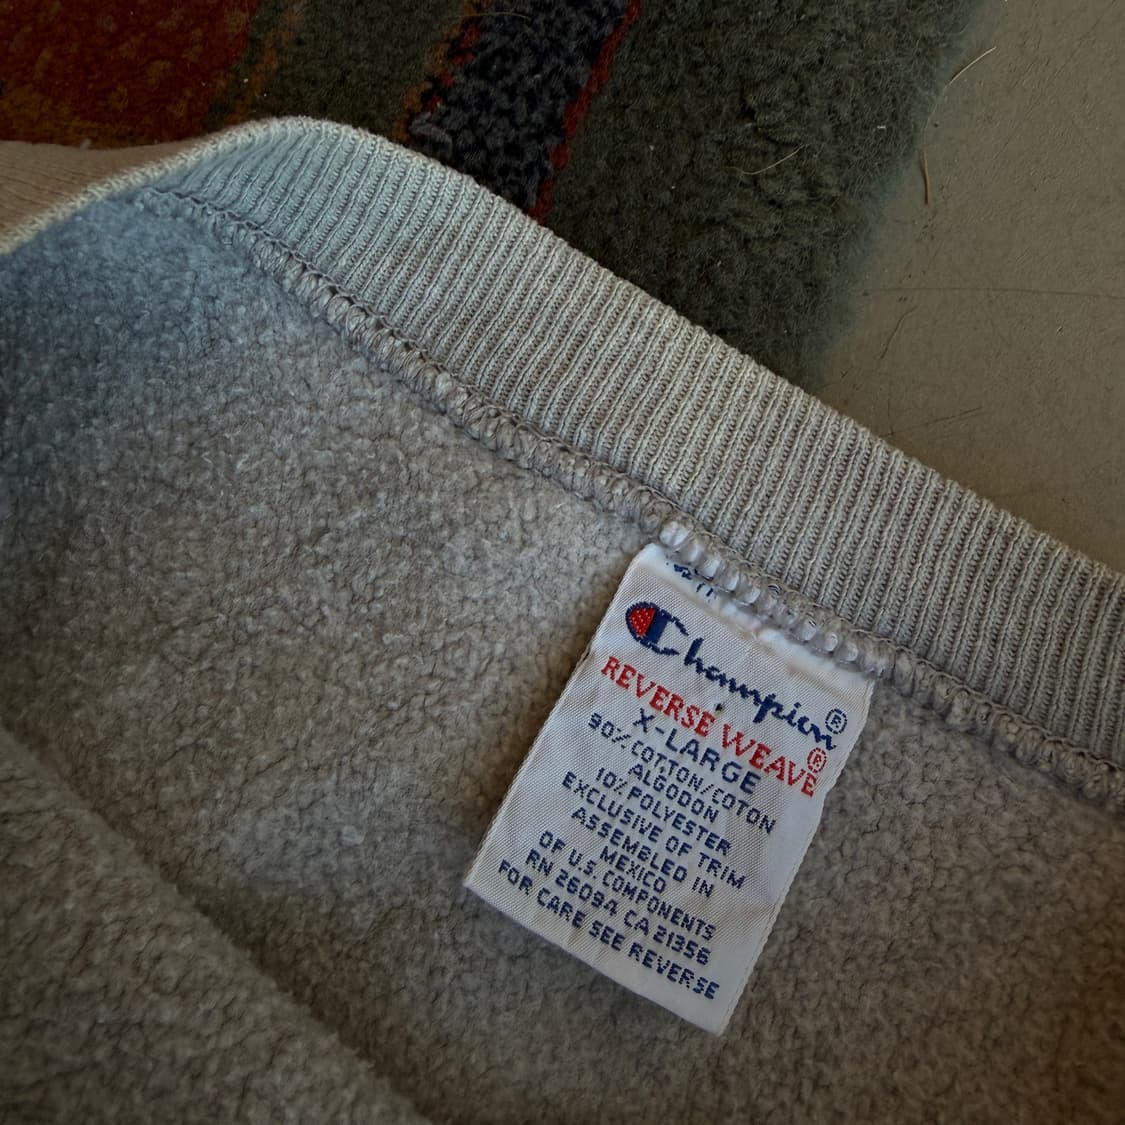 Champion®
REVERSE WEAVE®
X-LARGE
90% COTTON/COTON
ALGODON
10% POLYESTER
EXCLUSIVE OF TRIM
ASSEMBLED IN
MEXICO
OF U.S. COMPONENTS
RN 26094 CA 21356
FOR CARE SEE REVERSE